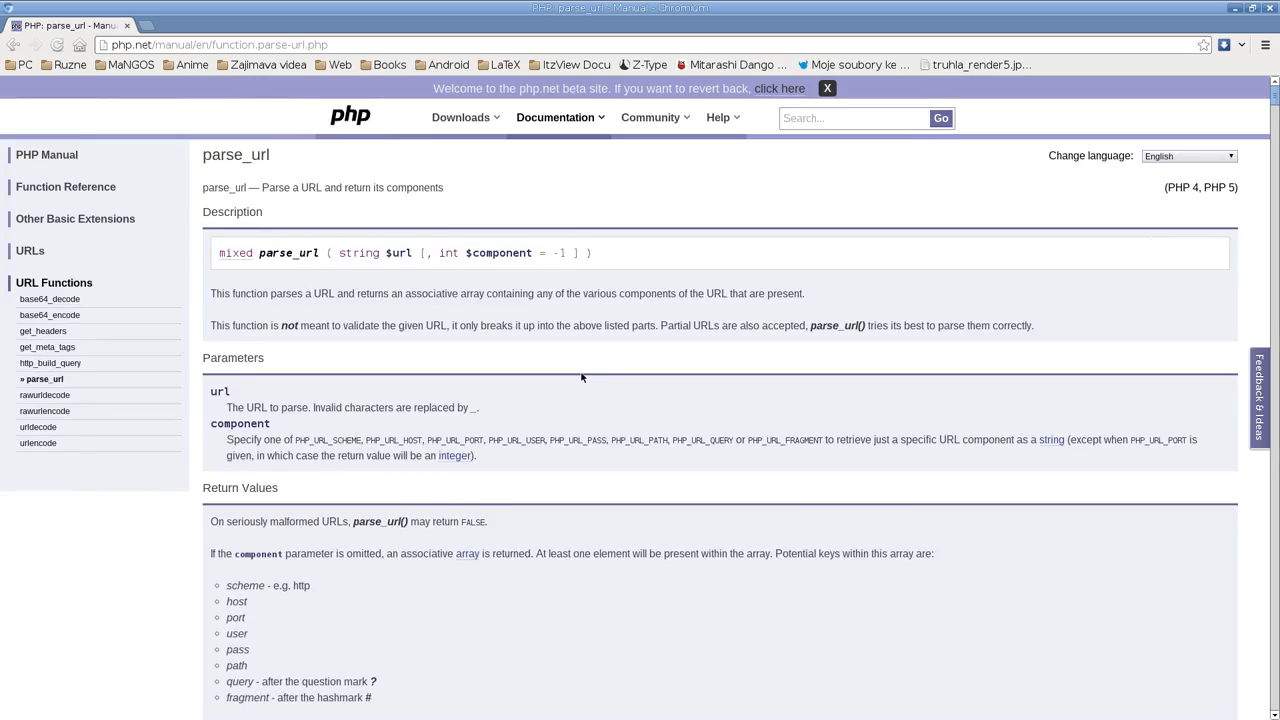 PHP: parse_url - Manual - Chromium
PHP: parse_url - Manu
php.net/manual/en/function.parse-url.php
PC Ruzne MaNGOS Anime Zajimava videa Web Books Android LaTeX ItzView Docu Z-Type Mitarashi Dango ... Moje soubory ke ... truhla_render5.jp...
Welcome to the php.net beta site. If you want to revert back, click here X
php Downloads Documentation Community Help Search... Go
PHP Manual
Function Reference
Other Basic Extensions
URLs
URL Functions
base64_decode
base64_encode
get_headers
get_meta_tags
http_build_query
» parse_url
rawurldecode
rawurlencode
urldecode
urlencode
parse_url
Change language: English
parse_url — Parse a URL and return its components
(PHP 4, PHP 5)
Description
mixed parse_url ( string $url [, int $component = -1 ] )
This function parses a URL and returns an associative array containing any of the various components of the URL that are present.
This function is not meant to validate the given URL, it only breaks it up into the above listed parts. Partial URLs are also accepted, parse_url() tries its best to parse them correctly.
Parameters
url
The URL to parse. Invalid characters are replaced by _.
component
Specify one of PHP_URL_SCHEME, PHP_URL_HOST, PHP_URL_PORT, PHP_URL_USER, PHP_URL_PASS, PHP_URL_PATH, PHP_URL_QUERY or PHP_URL_FRAGMENT to retrieve just a specific URL component as a string (except when PHP_URL_PORT is
given, in which case the return value will be an integer).
Return Values
On seriously malformed URLs, parse_url() may return FALSE.
If the component parameter is omitted, an associative array is returned. At least one element will be present within the array. Potential keys within this array are:
scheme - e.g. http
host
port
user
pass
path
query - after the question mark ?
fragment - after the hashmark #
Feedback & Ideas